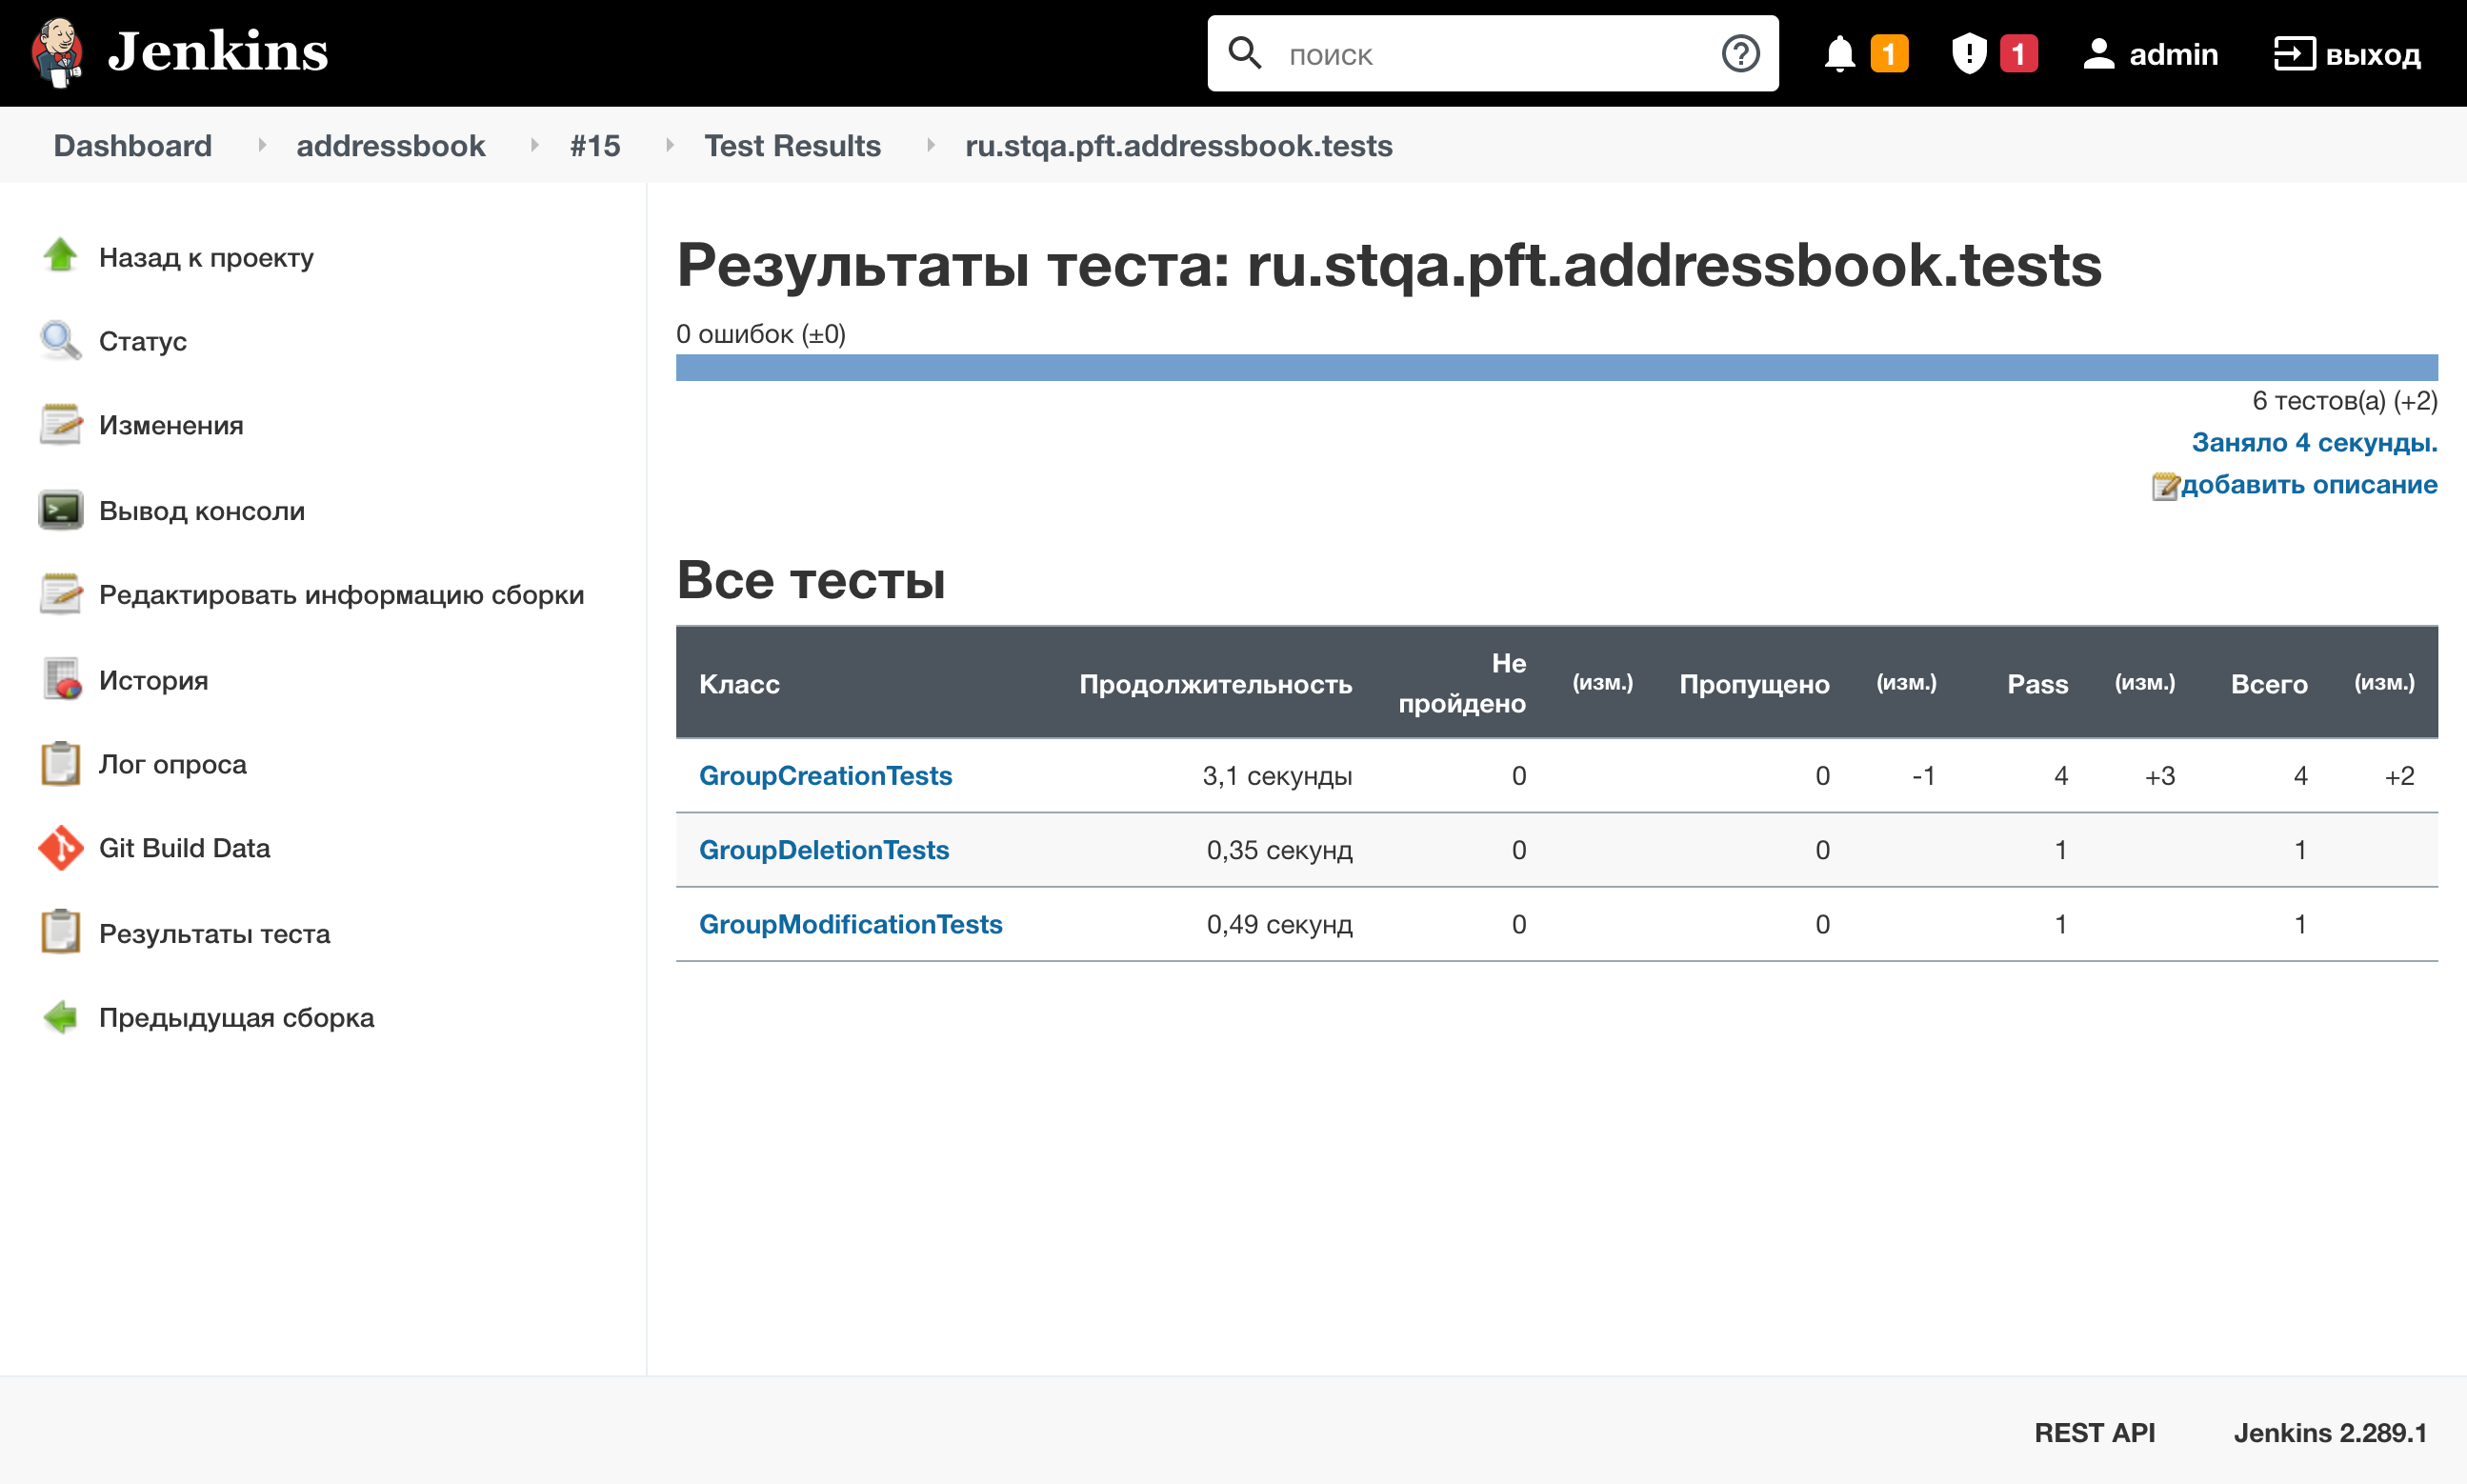 Jenkins
поиск
1
1
admin
выход
Dashboard
addressbook
#15
Test Results
ru.stqa.pft.addressbook.tests
Назад к проекту
Статус
Изменения
Вывод консоли
Редактировать информацию сборки
История
Лог опроса
Git Build Data
Результаты теста
Предыдущая сборка
Результаты теста: ru.stqa.pft.addressbook.tests
0 ошибок (±0)
6 тестов(а) (+2)
Заняло 4 секунды.
добавить описание
Все тесты
Класс Продолжительность Не пройдено (изм.) Пропущено (изм.) Pass (изм.) Всего (изм.)
GroupCreationTests 3,1 секунды 0 0 -1 4 +3 4 +2
GroupDeletionTests 0,35 секунд 0 0 1 1
GroupModificationTests 0,49 секунд 0 0 1 1
REST API
Jenkins 2.289.1